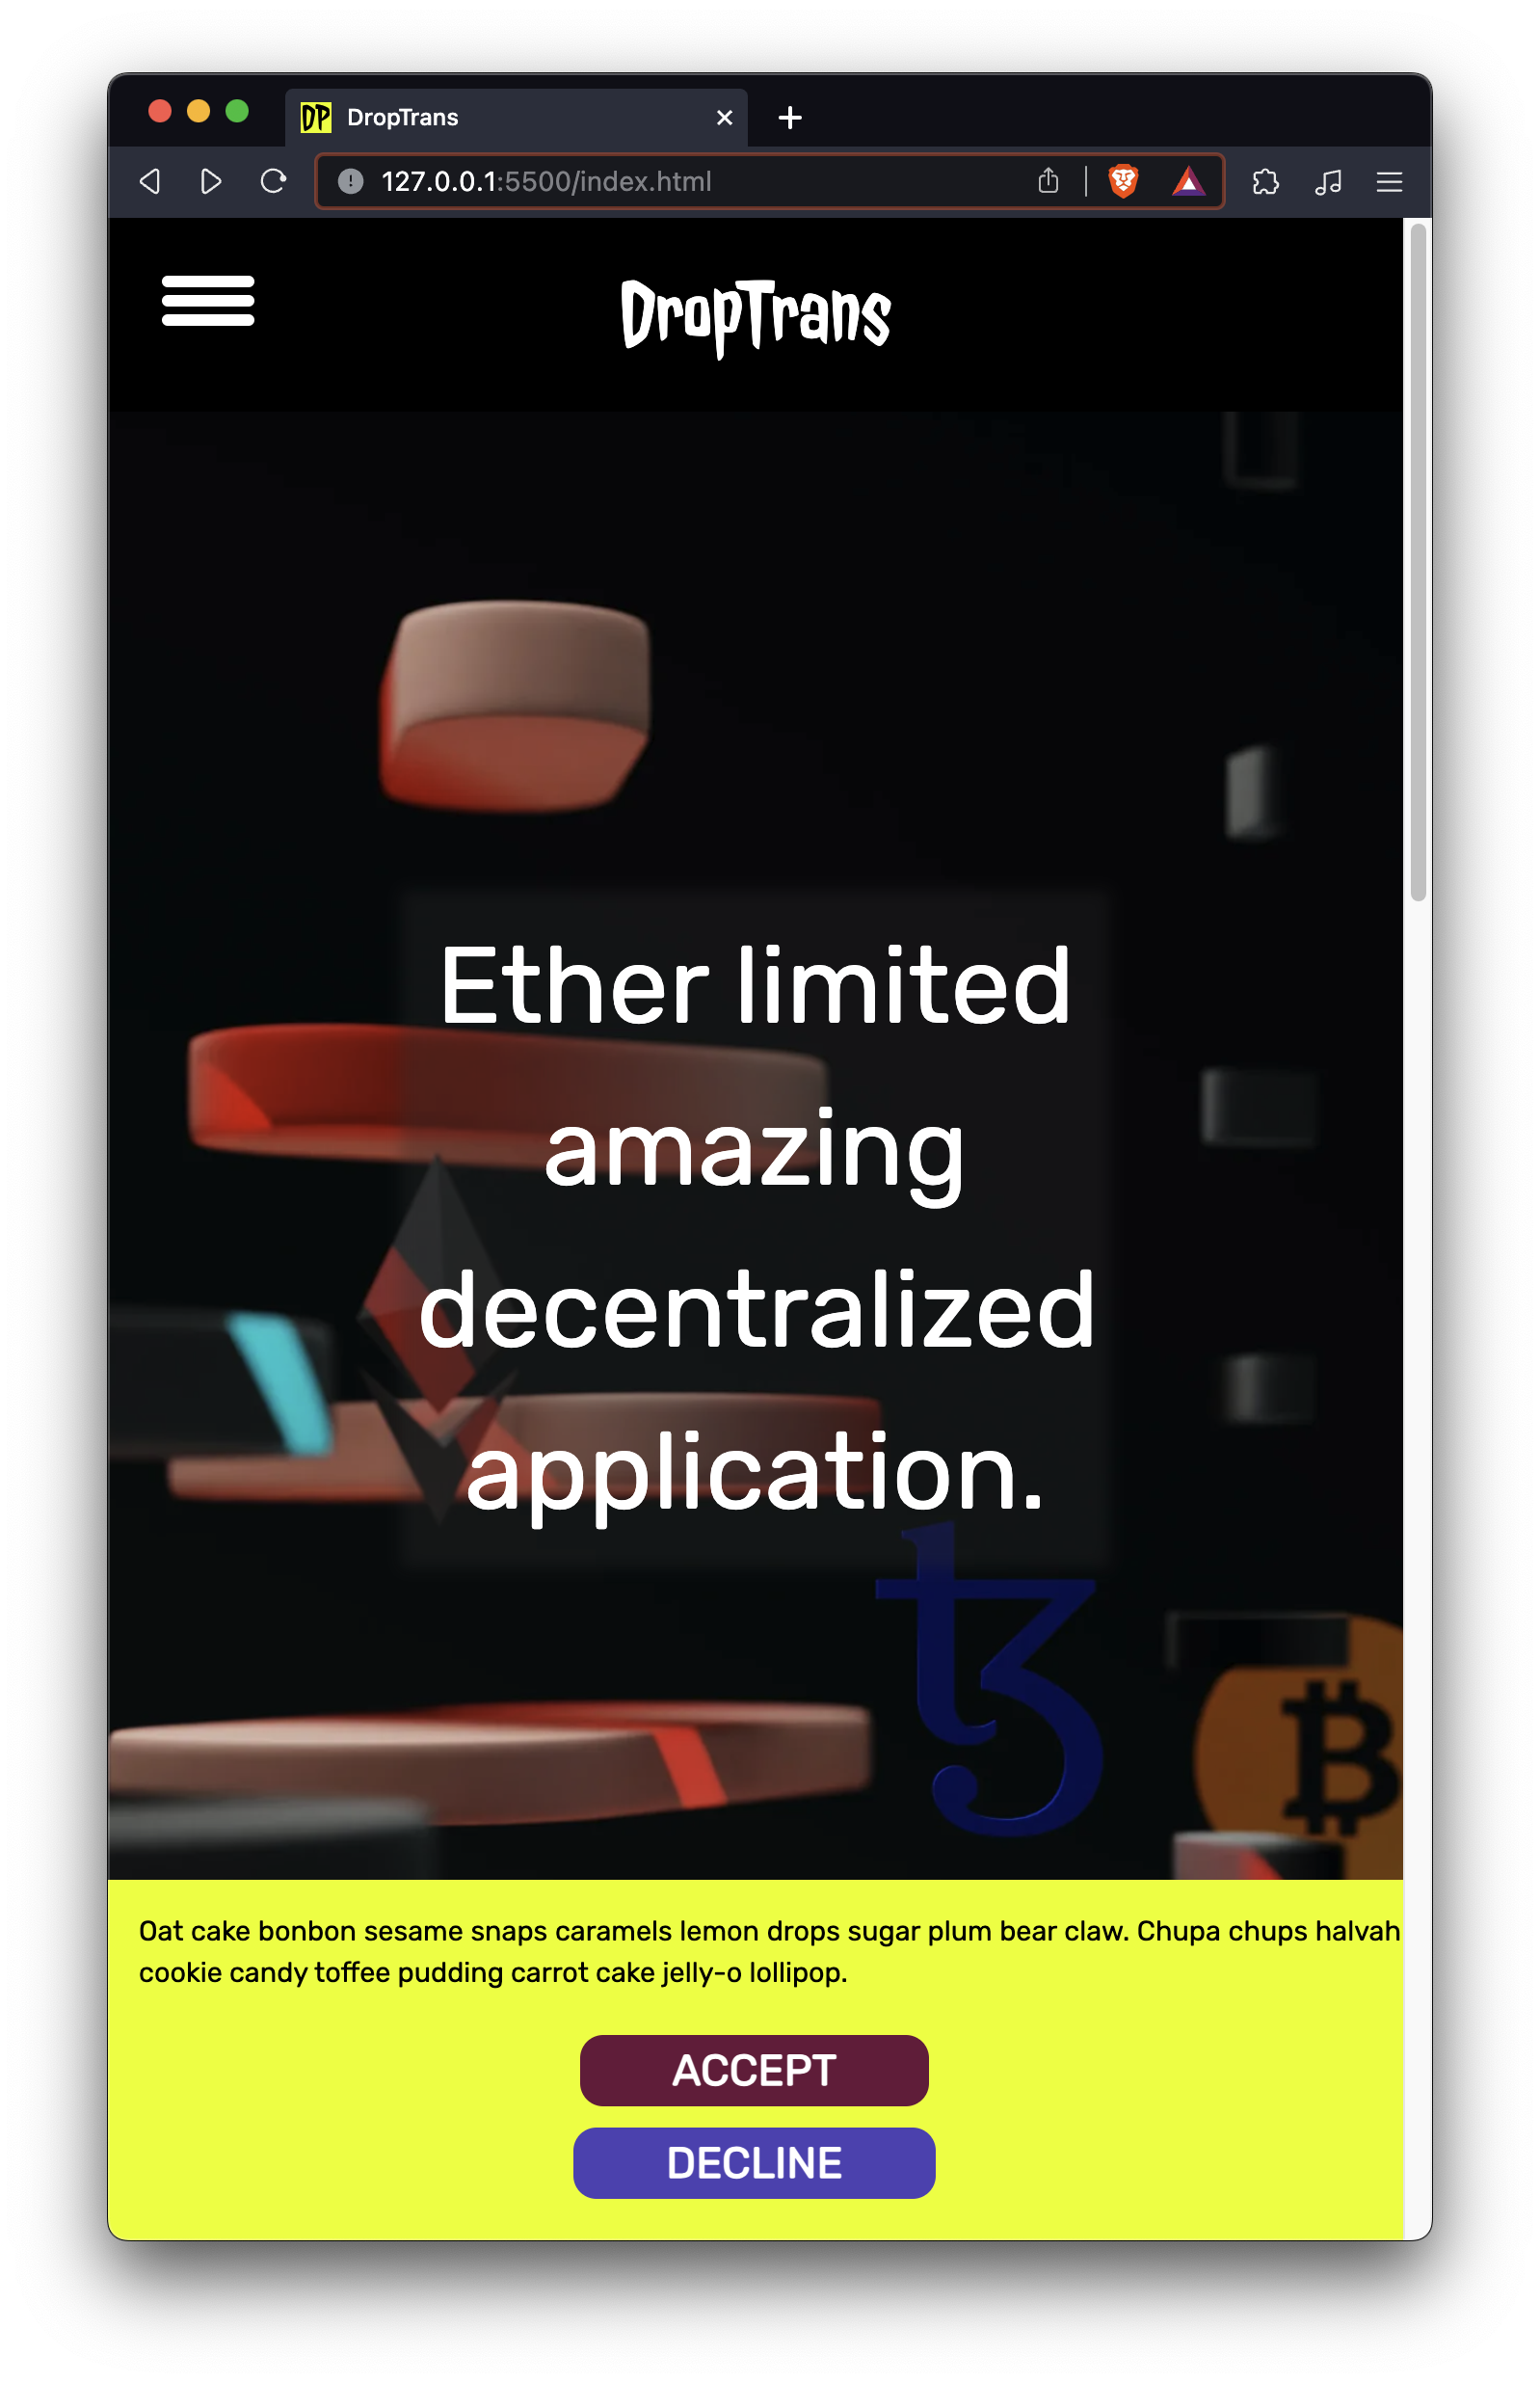 DP DropTrans
127.0.0.1:5500/index.html
DropTrans
Ether limited
amazing
decentralized
application.
Oat cake bonbon sesame snaps caramels lemon drops sugar plum bear claw. Chupa chups halvah
cookie candy toffee pudding carrot cake jelly-o lollipop.
ACCEPT
DECLINE